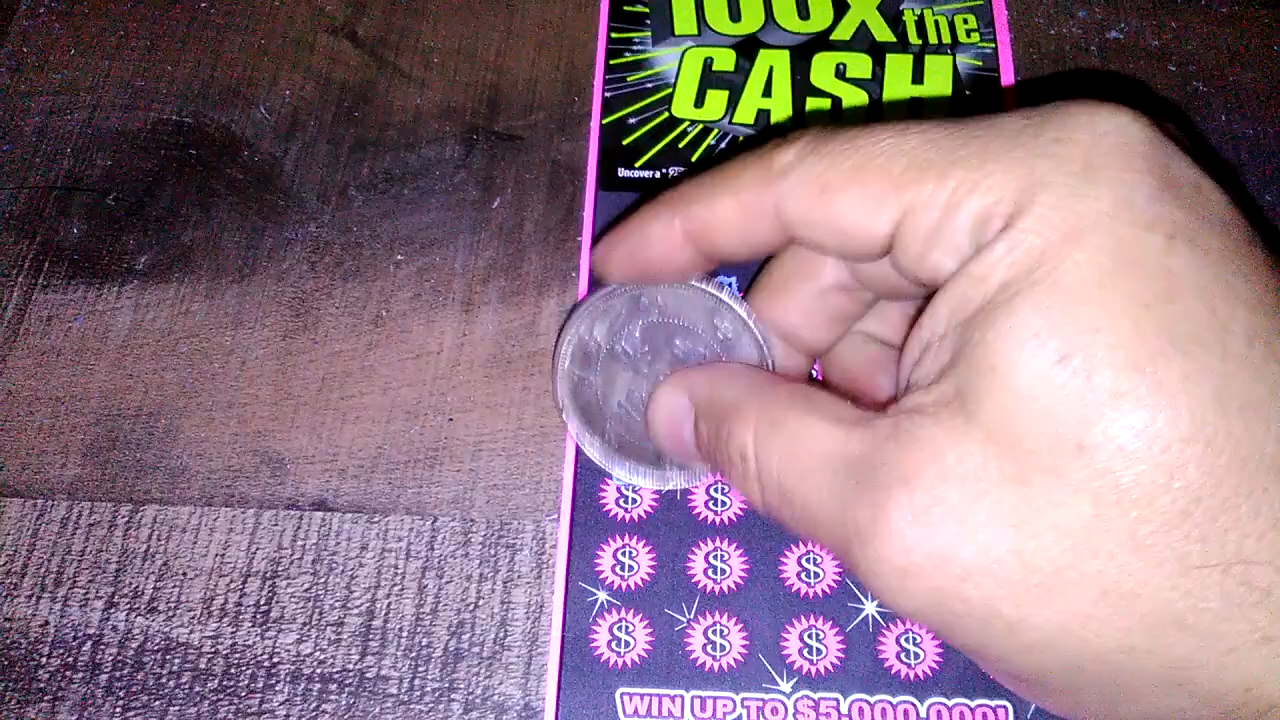 100X the
CASH
Uncover a "
$ $
$ $ $
$ $ $ $
WIN UP TO $5,000,000!